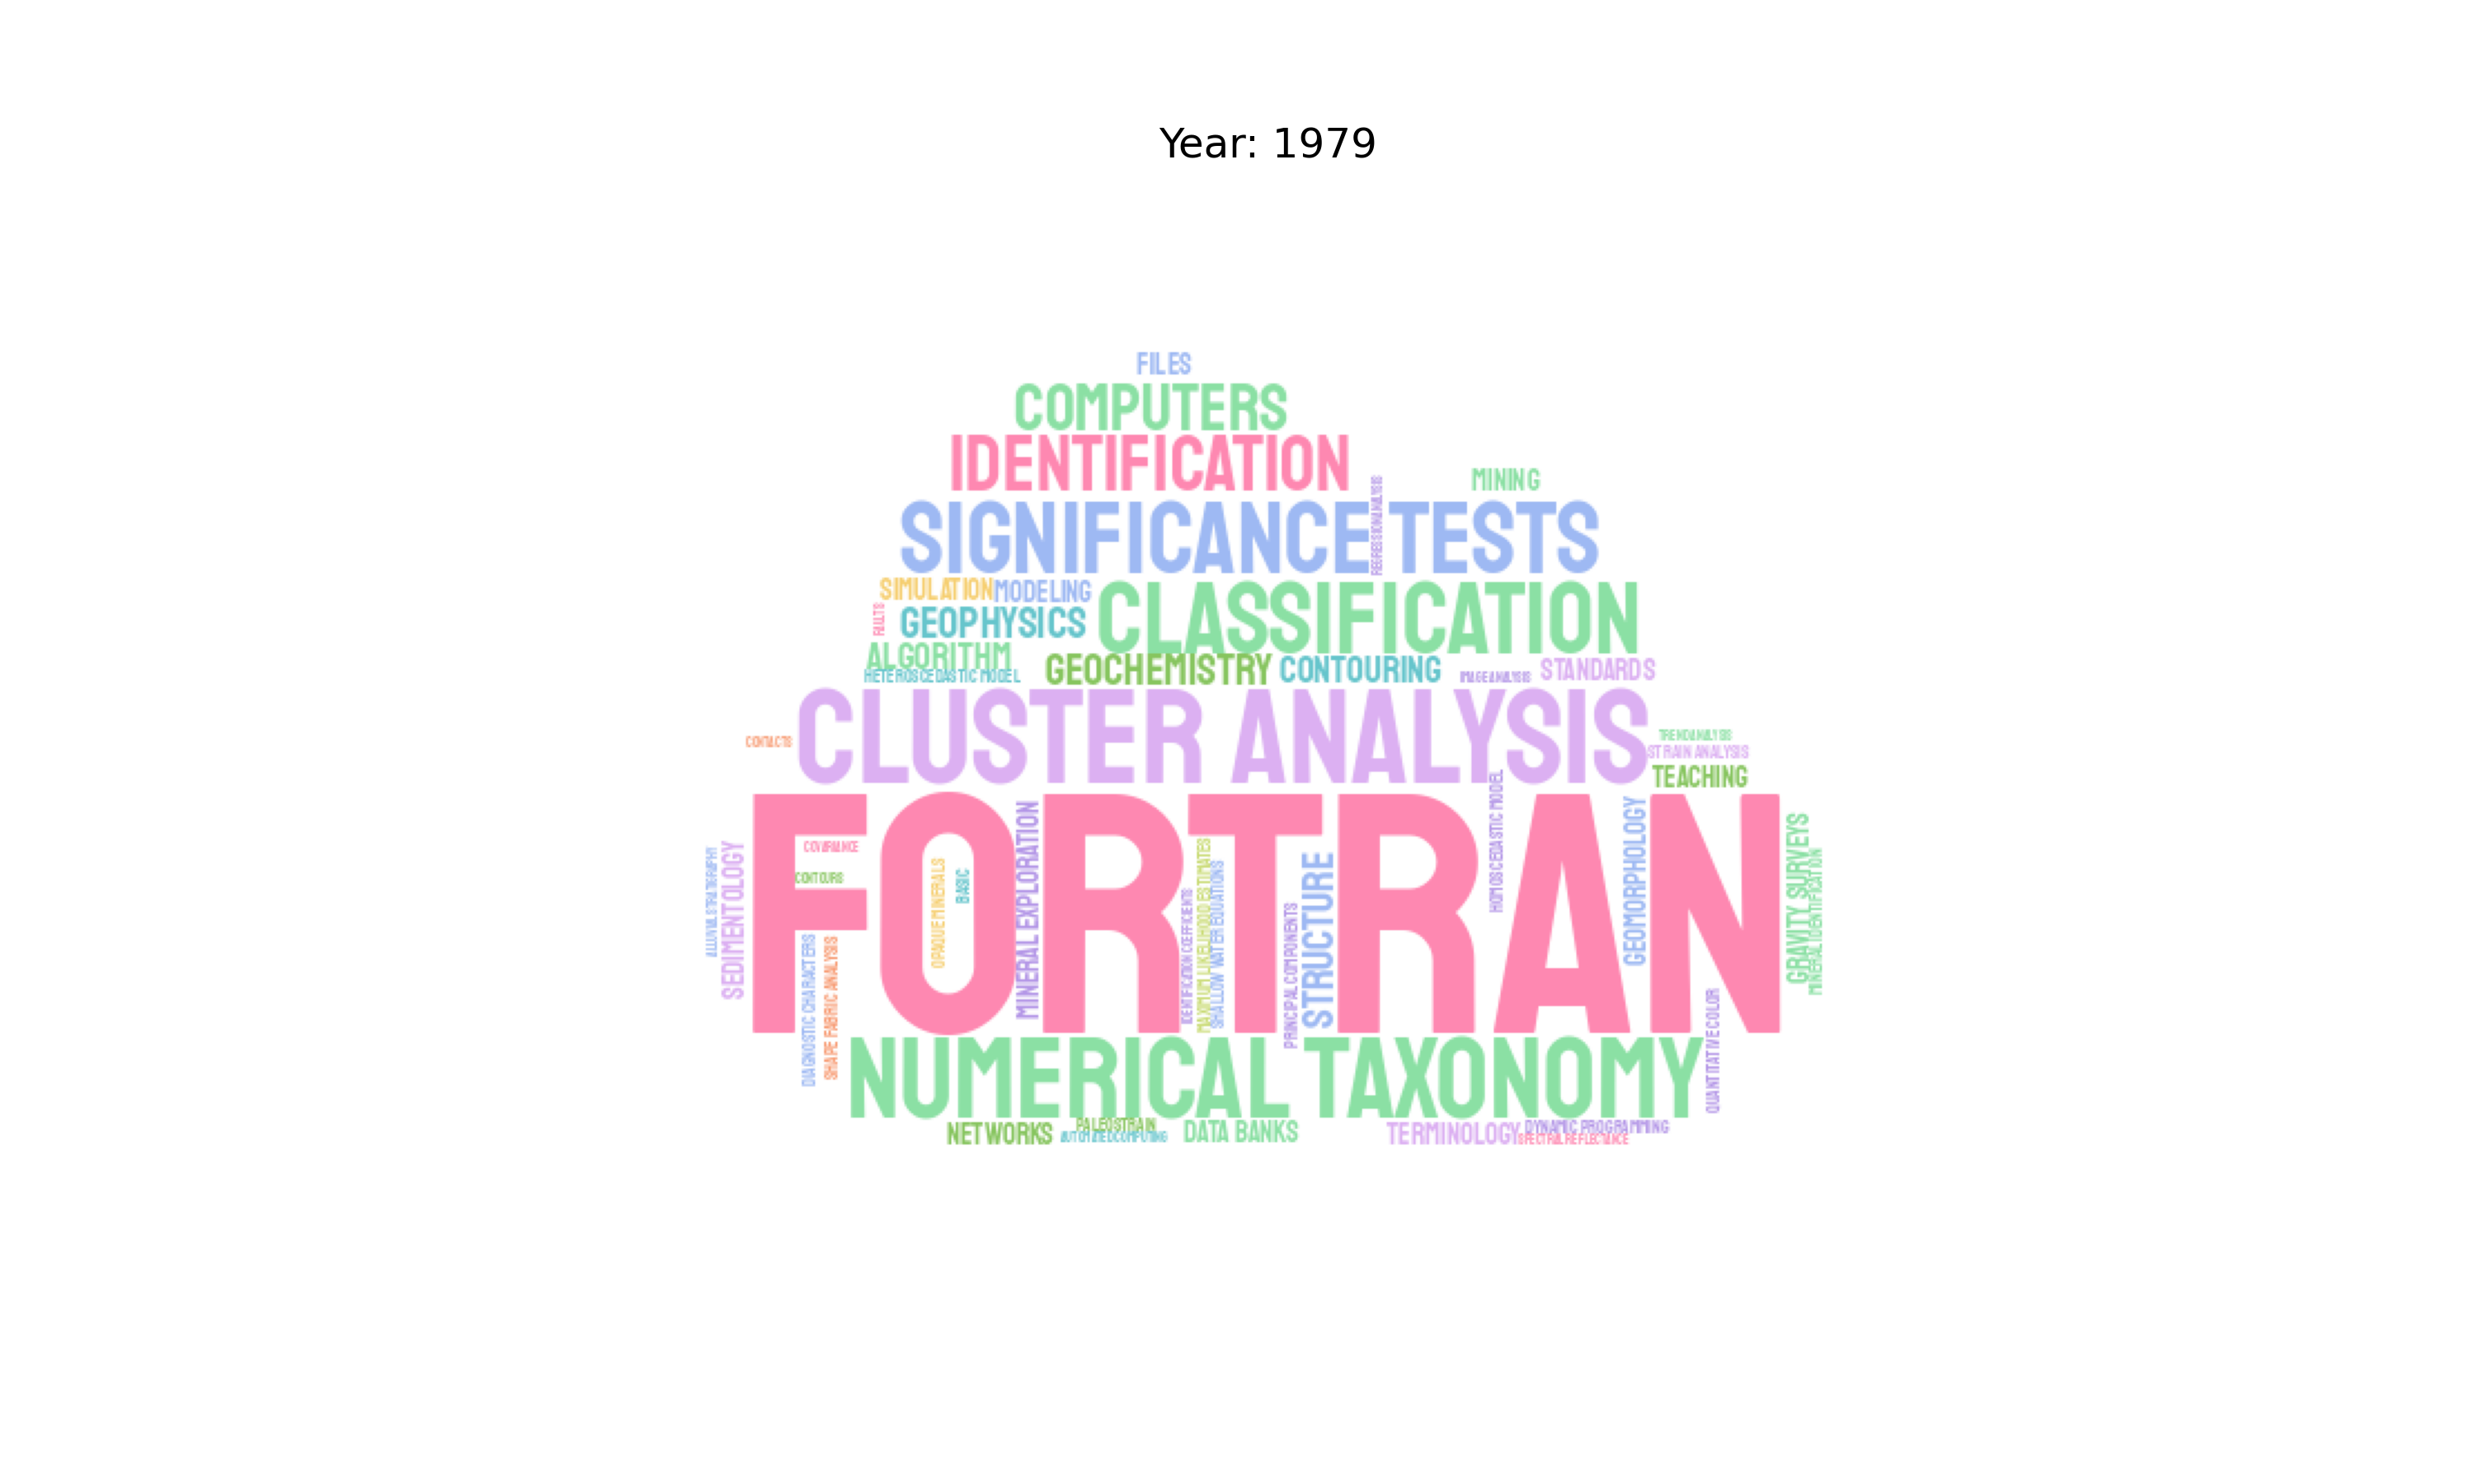 Year: 1979
FILES
COMPUTERS
IDENTIFICATION
MINING
REGRESSION ANALYSIS
SIGNIFICANCE TESTS
SIMULATION
MODELING
CLASSIFICATION
FAULTS
GEOPHYSICS
ALGORITHM
HETEROSCEDASTIC MODEL
GEOCHEMISTRY
CONTOURING
IMAGE ANALYSIS
STANDARDS
CLUSTER ANALYSIS
CONTACTS
TREND ANALYSIS
STRAIN ANALYSIS
TEACHING
FORTRAN
COVARIANCE
CONTOURS
ALLUVIAL STRATIGRAPHY
SEDIMENTOLOGY
DIAGNOSTIC CHARACTERS
SHAPE FABRIC ANALYSIS
OPAQUE MINERALS
BASIC
MINERAL EXPLORATION
IDENTIFICATION COEFFICIENTS
MAXIMUM LIKELIHOOD ESTIMATES
SHALLOW WATER EQUATIONS
PRINCIPAL COMPONENTS
STRUCTURE
HOMOSCEDASTIC MODEL
GEOMORPHOLOGY
GRAVITY SURVEYS
MINERAL IDENTIFICATION
QUANTITATIVE COLOR
NUMERICAL TAXONOMY
NETWORKS
PALEOSTRAIN
AUTOMATED COMPUTING
DATA BANKS
TERMINOLOGY
DYNAMIC PROGRAMMING
SPECTRAL REFLECTANCE